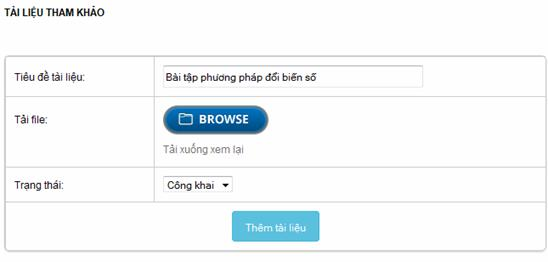 TÀI LIỆU THAM KHẢO
Tiêu đề tài liệu: Bài tập phương pháp đổi biến số
Tải file: BROWSE
Tải xuống xem lại
Trạng thái: Công khai
Thêm tài liệu